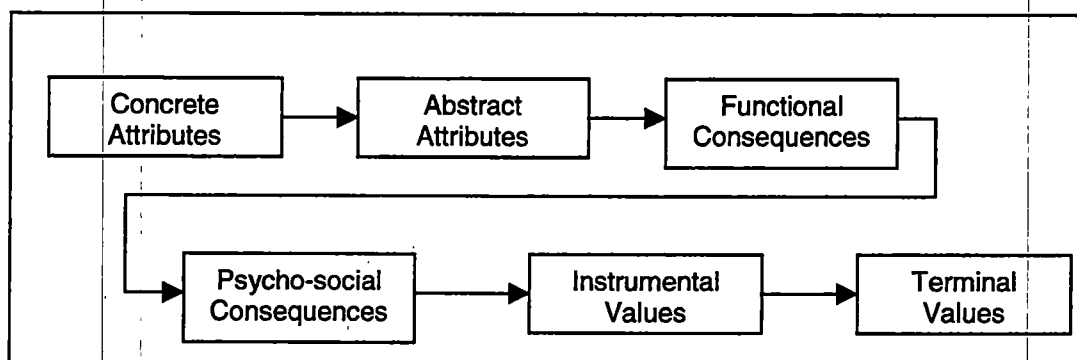 Concrete
Attributes
Abstract
Attributes
Functional
Consequences
Psycho-social
Consequences
Instrumental
Values
Terminal
Values